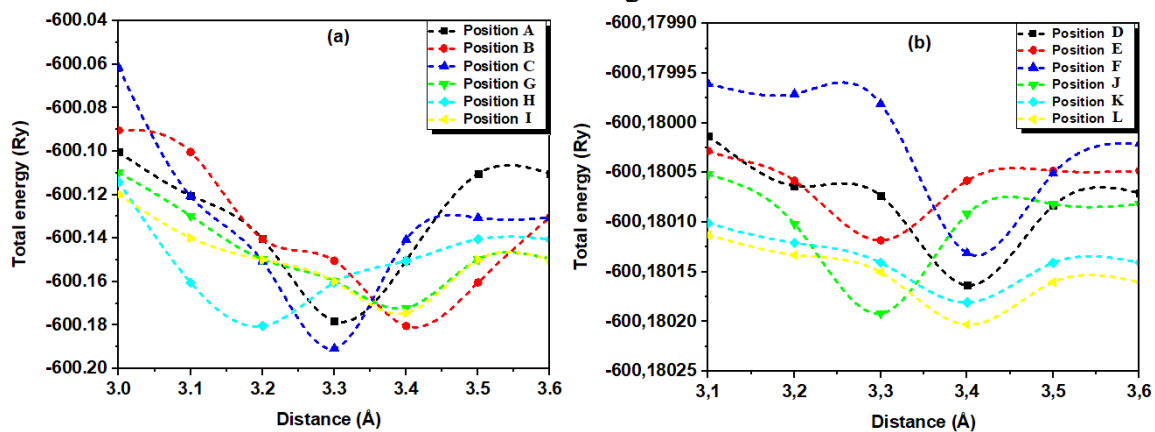 (a)
Position A
Position B
Position C
Position G
Position H
Position I
Total energy (Ry)
-600.04
-600.06
-600.08
-600.10
-600.12
-600.14
-600.16
-600.18
-600.20
3.0 3.1 3.2 3.3 3.4 3.5 3.6
Distance (Å)
(b)
Position D
Position E
Position F
Position J
Position K
Position L
Total energy (Ry)
-600,17990
-600,17995
-600,18000
-600,18005
-600,18010
-600,18015
-600,18020
-600,18025
3,1 3,2 3,3 3,4 3,5 3,6
Distance (Å)